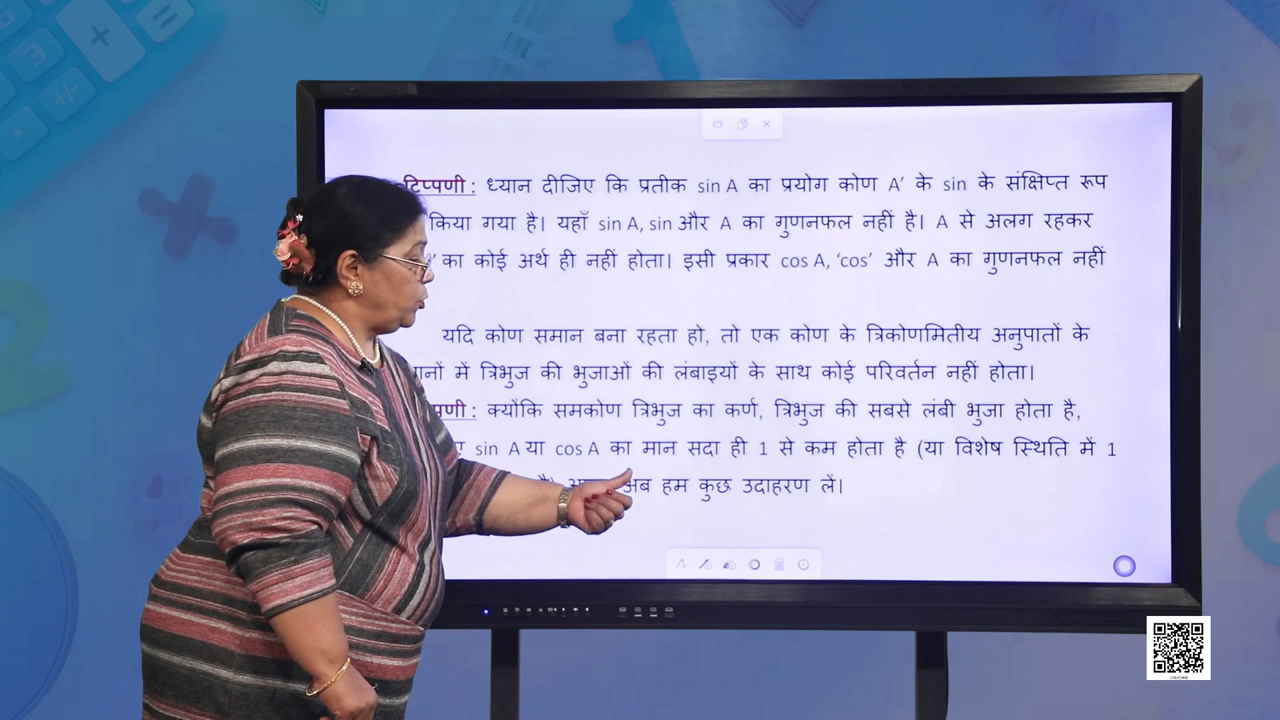 टिप्पणी : ध्यान दीजिए कि प्रतीक sin A का प्रयोग कोण A’ के sin के संक्षिप्त रूप
किया गया है। यहाँ sin A, sin और A का गुणनफल नहीं है। A से अलग रहकर
का कोई अर्थ ही नहीं होता। इसी प्रकार cos A, ‘cos’ और A का गुणनफल नहीं
यदि कोण समान बना रहता हो, तो एक कोण के त्रिकोणमितीय अनुपातों के
में त्रिभुज की भुजाओं की लंबाइयों के साथ कोई परिवर्तन नहीं होता।
क्योंकि समकोण त्रिभुज का कर्ण, त्रिभुज की सबसे लंबी भुजा होता है,
sin A या cos A का मान सदा ही 1 से कम होता है (या विशेष स्थिति में 1
अब हम कुछ उदाहरण लें।